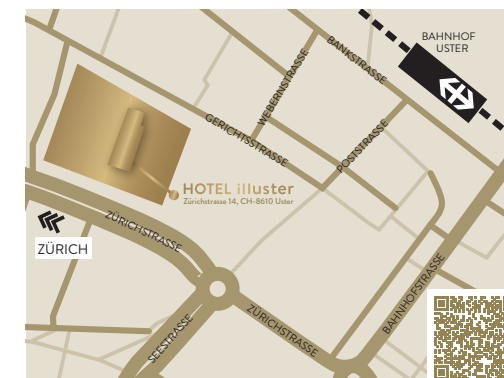 BAHNHOF
USTER
BANKSTRASSE
WEBERNSTRASSE
GERICHTSSTRASSE
POSTSTRASSE
HOTEL illuster
Zürichstrasse 14, CH-8610 Uster
ZÜRICHSTRASSE
ZÜRICH
BAHNHOFSTRASSE
ZÜRICHSTRASSE
SEESTRASSE